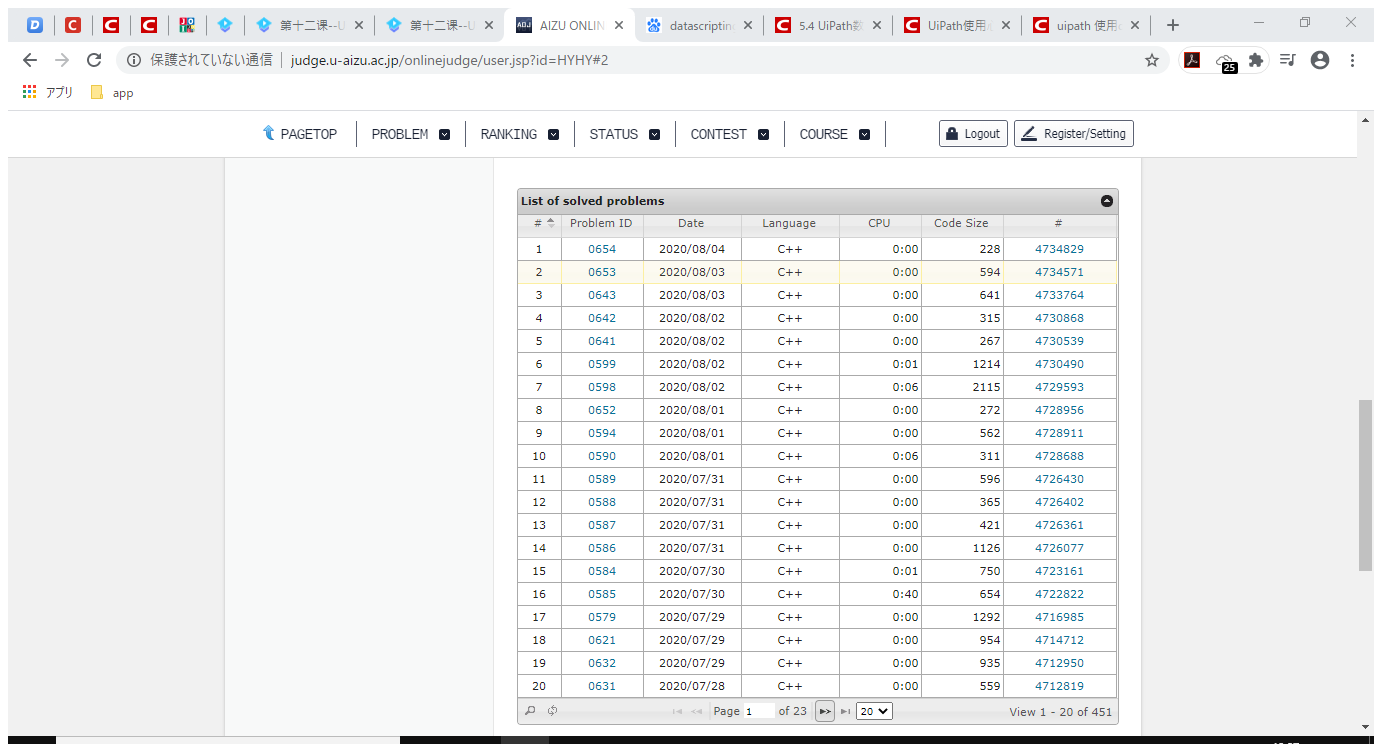 第十二课--U
第十二课--U
AIZU ONLIN
datascriptin
5.4 UiPath数
UiPath使用
uipath 使用
保護されていない通信 judge.u-aizu.ac.jp/onlinejudge/user.jsp?id=HYHY#2
25
アプリ app
PAGETOP PROBLEM RANKING STATUS CONTEST COURSE Logout Register/Setting
List of solved problems
# Problem ID Date Language CPU Code Size #
1 0654 2020/08/04 C++ 0:00 228 4734829
2 0653 2020/08/03 C++ 0:00 594 4734571
3 0643 2020/08/03 C++ 0:00 641 4733764
4 0642 2020/08/02 C++ 0:00 315 4730868
5 0641 2020/08/02 C++ 0:00 267 4730539
6 0599 2020/08/02 C++ 0:01 1214 4730490
7 0598 2020/08/02 C++ 0:06 2115 4729593
8 0652 2020/08/01 C++ 0:00 272 4728956
9 0594 2020/08/01 C++ 0:00 562 4728911
10 0590 2020/08/01 C++ 0:06 311 4728688
11 0589 2020/07/31 C++ 0:00 596 4726430
12 0588 2020/07/31 C++ 0:00 365 4726402
13 0587 2020/07/31 C++ 0:00 421 4726361
14 0586 2020/07/31 C++ 0:00 1126 4726077
15 0584 2020/07/30 C++ 0:01 750 4723161
16 0585 2020/07/30 C++ 0:40 654 4722822
17 0579 2020/07/29 C++ 0:00 1292 4716985
18 0621 2020/07/29 C++ 0:00 954 4714712
19 0632 2020/07/29 C++ 0:00 935 4712950
20 0631 2020/07/28 C++ 0:00 559 4712819
Page 1 of 23 20 View 1 - 20 of 451